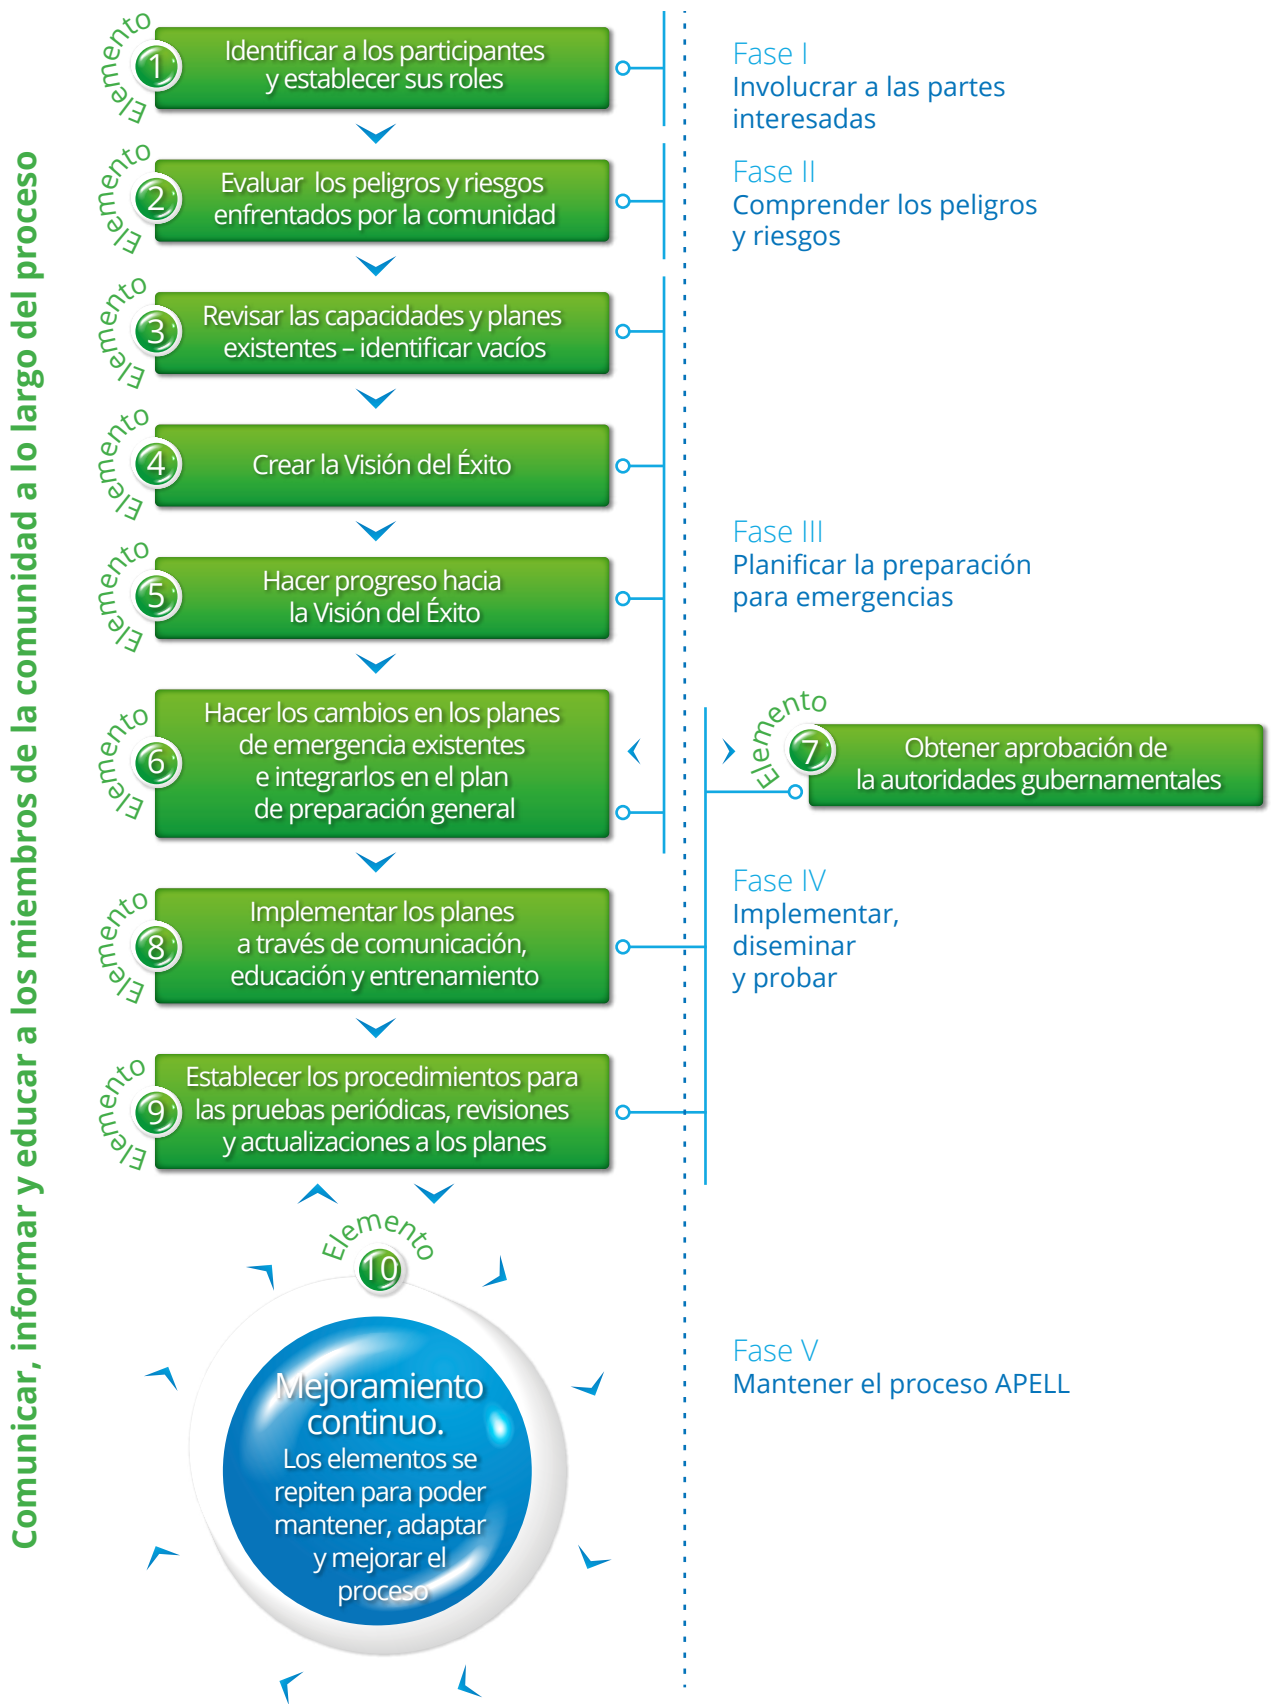 Comunicar, informar y educar a los miembros de la comunidad a lo largo del proceso
Elemento
1
Identificar a los participantes
y establecer sus roles
Fase I
Involucrar a las partes
interesadas
Elemento
2
Evaluar los peligros y riesgos
enfrentados por la comunidad
Fase II
Comprender los peligros
y riesgos
Elemento
3
Revisar las capacidades y planes
existentes – identificar vacíos
Elemento
4
Crear la Visión del Éxito
Elemento
5
Hacer progreso hacia
la Visión del Éxito
Fase III
Planificar la preparación
para emergencias
Elemento
6
Hacer los cambios en los planes
de emergencia existentes
e integrarlos en el plan
de preparación general
Elemento
7
Obtener aprobación de
la autoridades gubernamentales
Elemento
8
Implementar los planes
a través de comunicación,
educación y entrenamiento
Fase IV
Implementar,
diseminar
y probar
Elemento
9
Establecer los procedimientos para
las pruebas periódicas, revisiones
y actualizaciones a los planes
Elemento
10
Mejoramiento
continuo.
Los elementos se
repiten para poder
mantener, adaptar
y mejorar el
proceso
Fase V
Mantener el proceso APELL